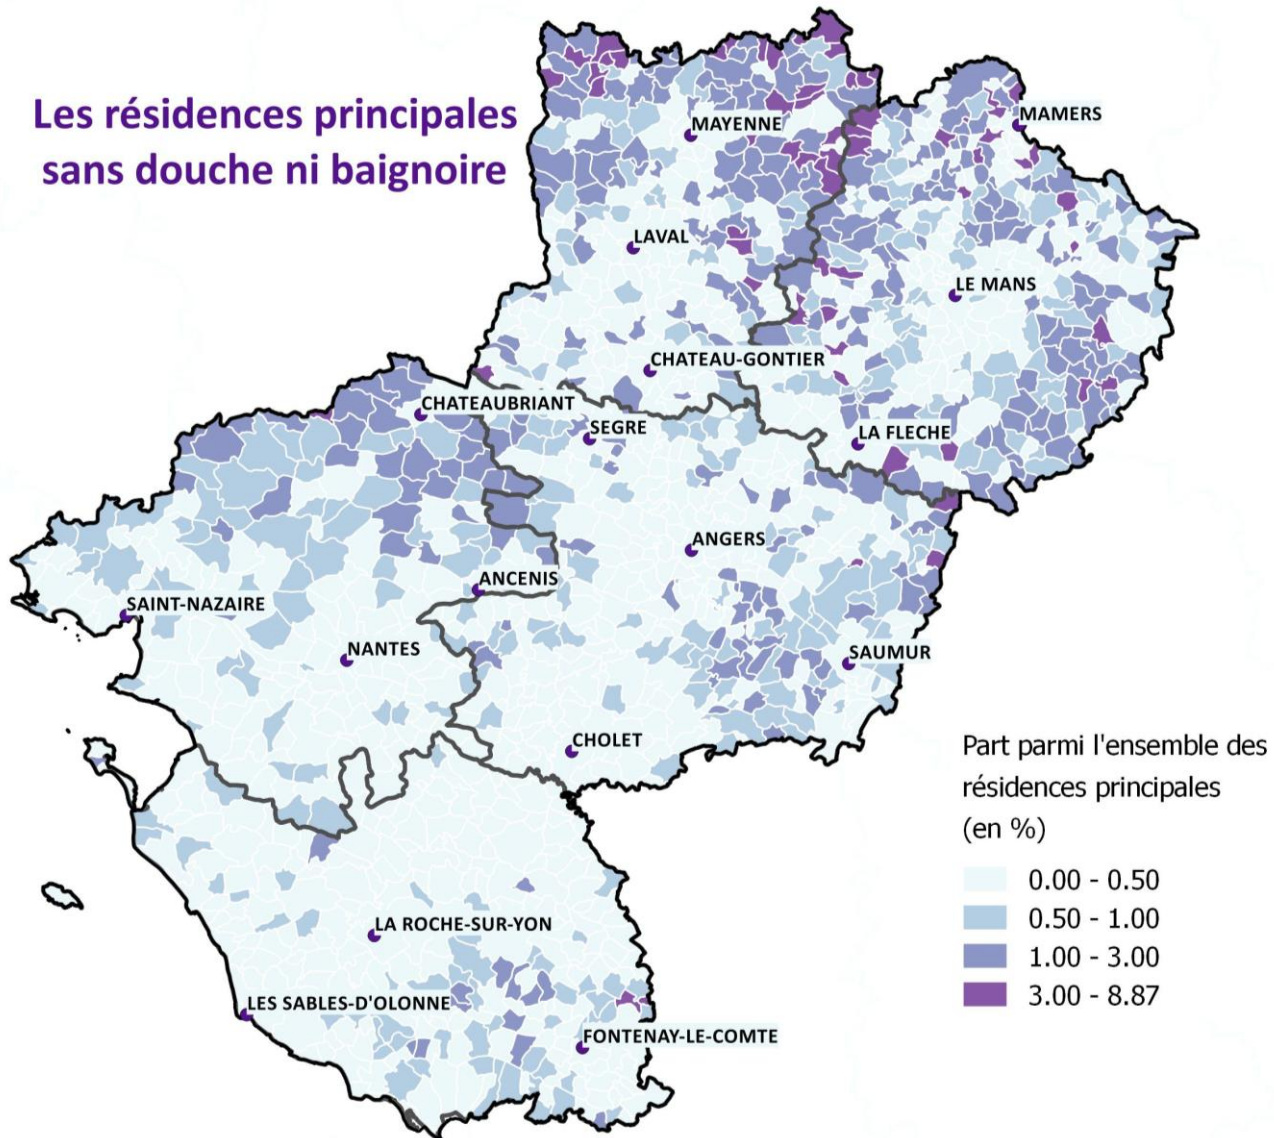 Les résidences principales
sans douche ni baignoire
MAYENNE
MAMERS
LAVAL
LE MANS
CHATEAU-GONTIER
CHATEAUBRIANT
SEGRE
LA FLECHE
ANGERS
ANCENIS
SAINT-NAZAIRE
NANTES
SAUMUR
CHOLET
LA ROCHE-SUR-YON
LES SABLES-D'OLONNE
FONTENAY-LE-COMTE
Part parmi l'ensemble des
résidences principales
(en %)
0.00 - 0.50
0.50 - 1.00
1.00 - 3.00
3.00 - 8.87